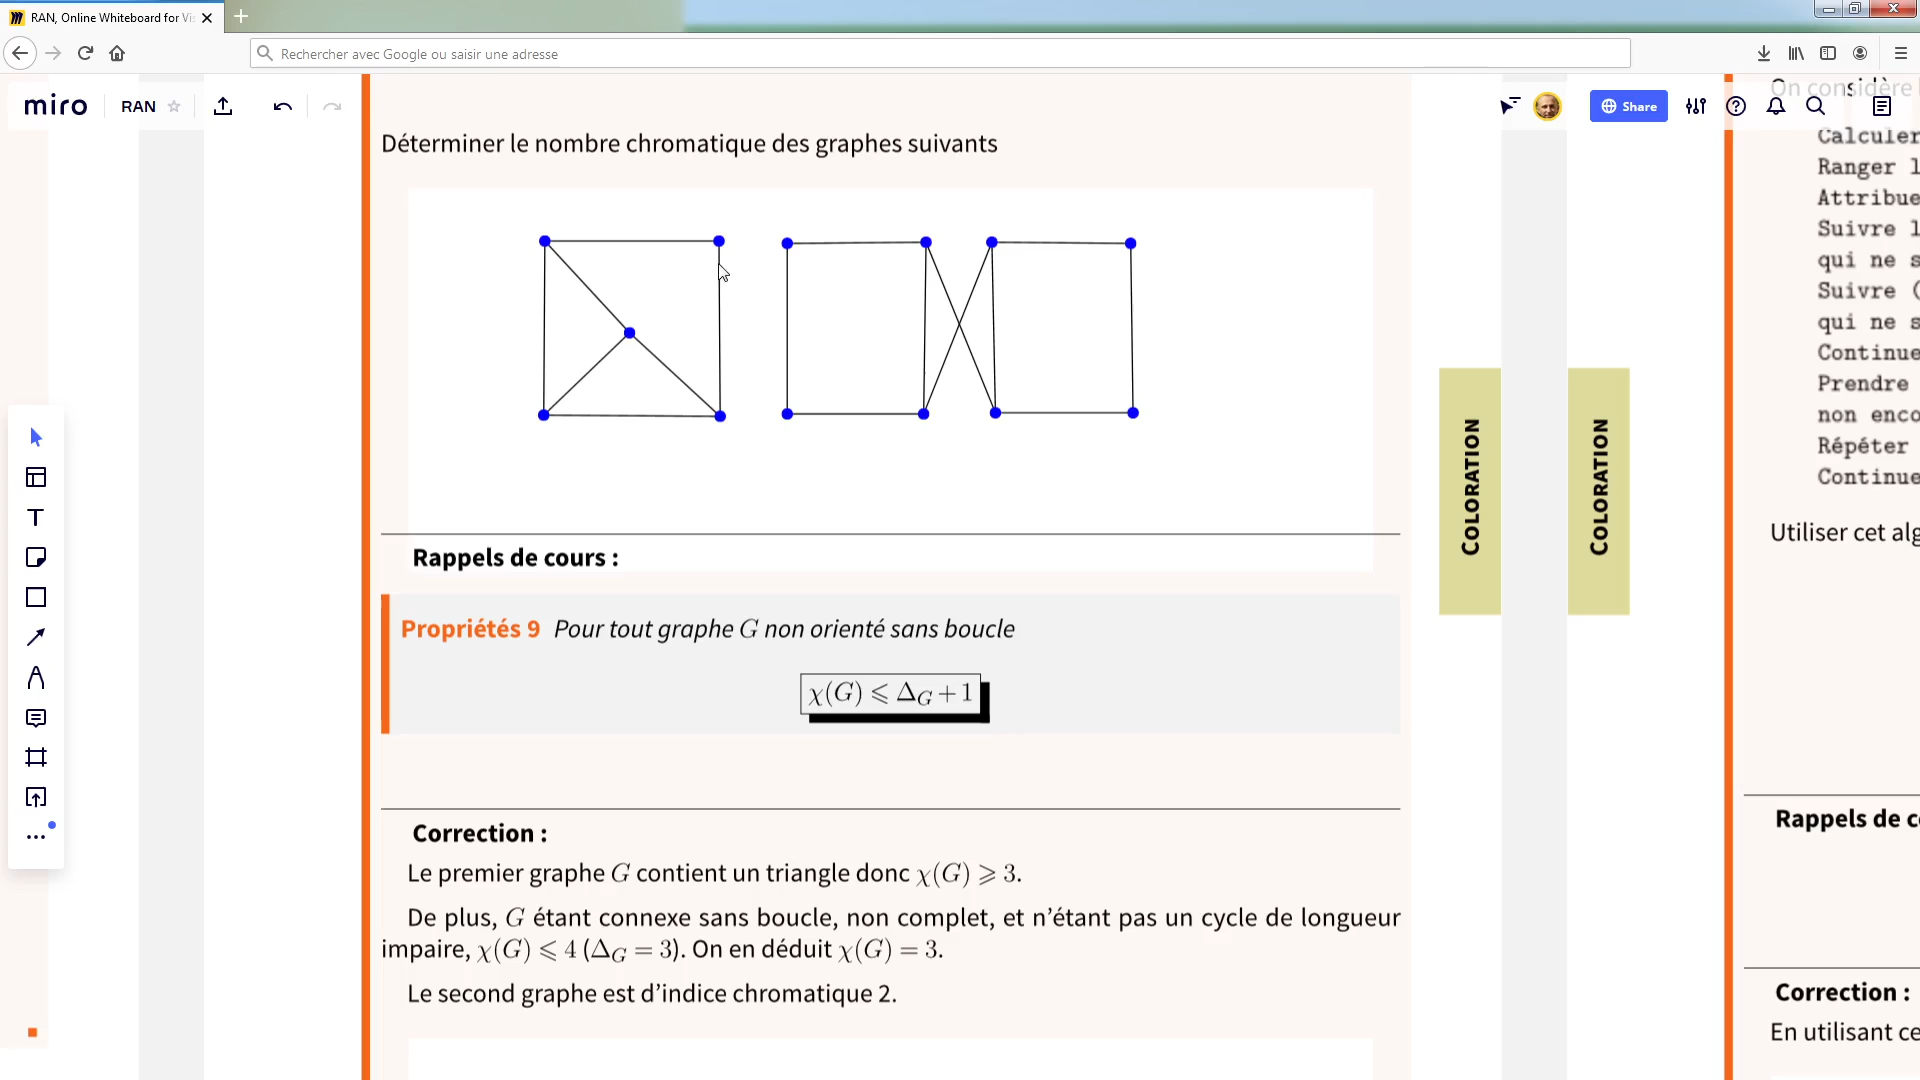 RAN, Online Whiteboard for Vis
Rechercher avec Google ou saisir une adresse
miro
RAN
Share
Déterminer le nombre chromatique des graphes suivants
Rappels de cours :
Propriétés 9 Pour tout graphe G non orienté sans boucle
χ(G) ⩽ Δ_G + 1
Correction :
Le premier graphe G contient un triangle donc χ(G) ⩾ 3.
De plus, G étant connexe sans boucle, non complet, et n’étant pas un cycle de longueur
impaire, χ(G) ⩽ 4 (Δ_G = 3). On en déduit χ(G) = 3.
Le second graphe est d’indice chromatique 2.
COLORATION
COLORATION
On considère
Calculer
Ranger l
Attribue
Suivre l
qui ne s
Suivre (
qui ne s
Continue
Prendre
non enco
Répéter
Continue
Utiliser cet alg
Rappels de c
Correction :
En utilisant ce